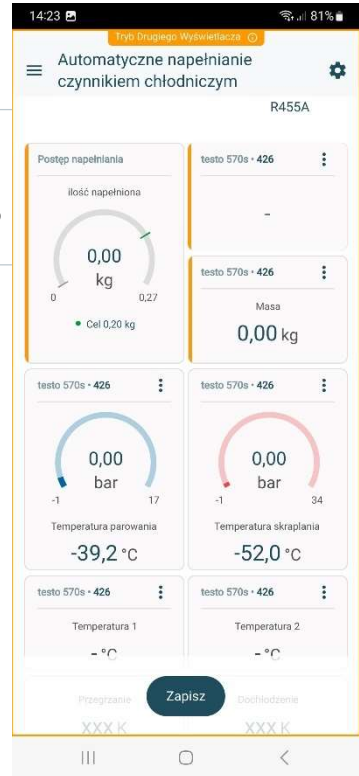 14:23 81%
Tryb Drugiego Wyświetlacza
Automatyczne napełnianie
czynnikiem chłodniczym
R455A
Postęp napełniania
ilość napełniona
0,00
kg
0 0,27
Cel 0,20 kg
testo 570s • 426
-
testo 570s • 426
Masa
0,00 kg
testo 570s • 426
0,00
bar
-1 17
Temperatura parowania
-39,2 °C
testo 570s • 426
0,00
bar
-1 34
Temperatura skraplania
-52,0 °C
testo 570s • 426
Temperatura 1
- °C
testo 570s • 426
Temperatura 2
- °C
Przegrzanie
XXX K
Zapisz
Dochłodzenie
XXX K